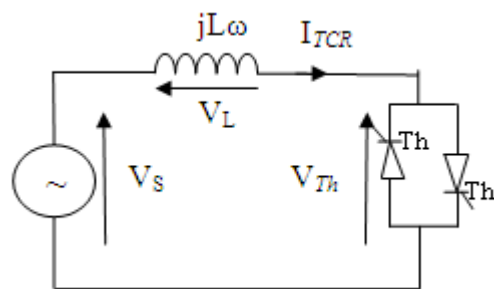 jLω
I_TCR
V_L
~
V_S
V_Th
Th
Th